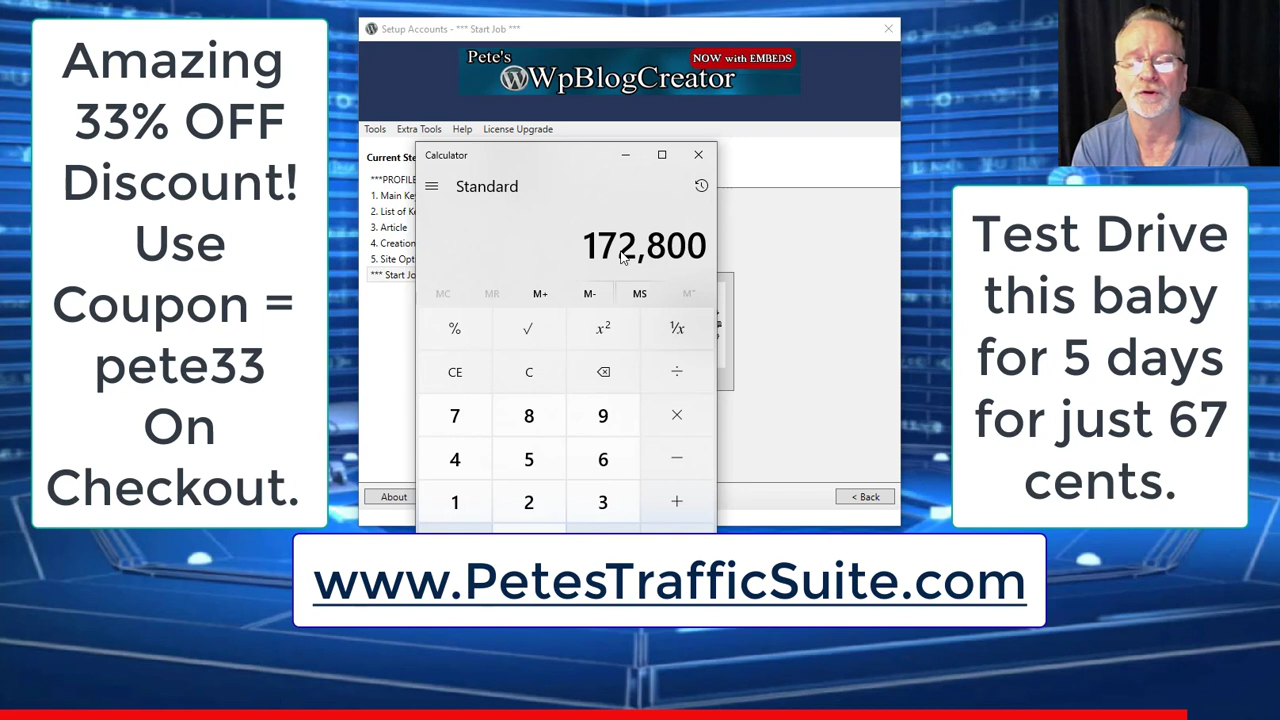 Amazing
33% OFF
Discount!
Use
Coupon =
pete33
On
Checkout.
Setup Accounts - *** Start Job ***
Pete's
NOW with EMBEDS
WpBlogCreator
Tools Extra Tools Help License Upgrade
Current Ste
***PROFILE
1. Main Ke
2. List of Ke
3. Article
4. Creation
5. Site Opt
*** Start Jo
Calculator
Standard
172,800
MC MR M+ M- MS M˅
% √ x² ¹/x
CE C ⌫ ÷
7 8 9 ×
4 5 6 −
1 2 3 +
About
< Back
Test Drive
this baby
for 5 days
for just 67
cents.
www.PetesTrafficSuite.com